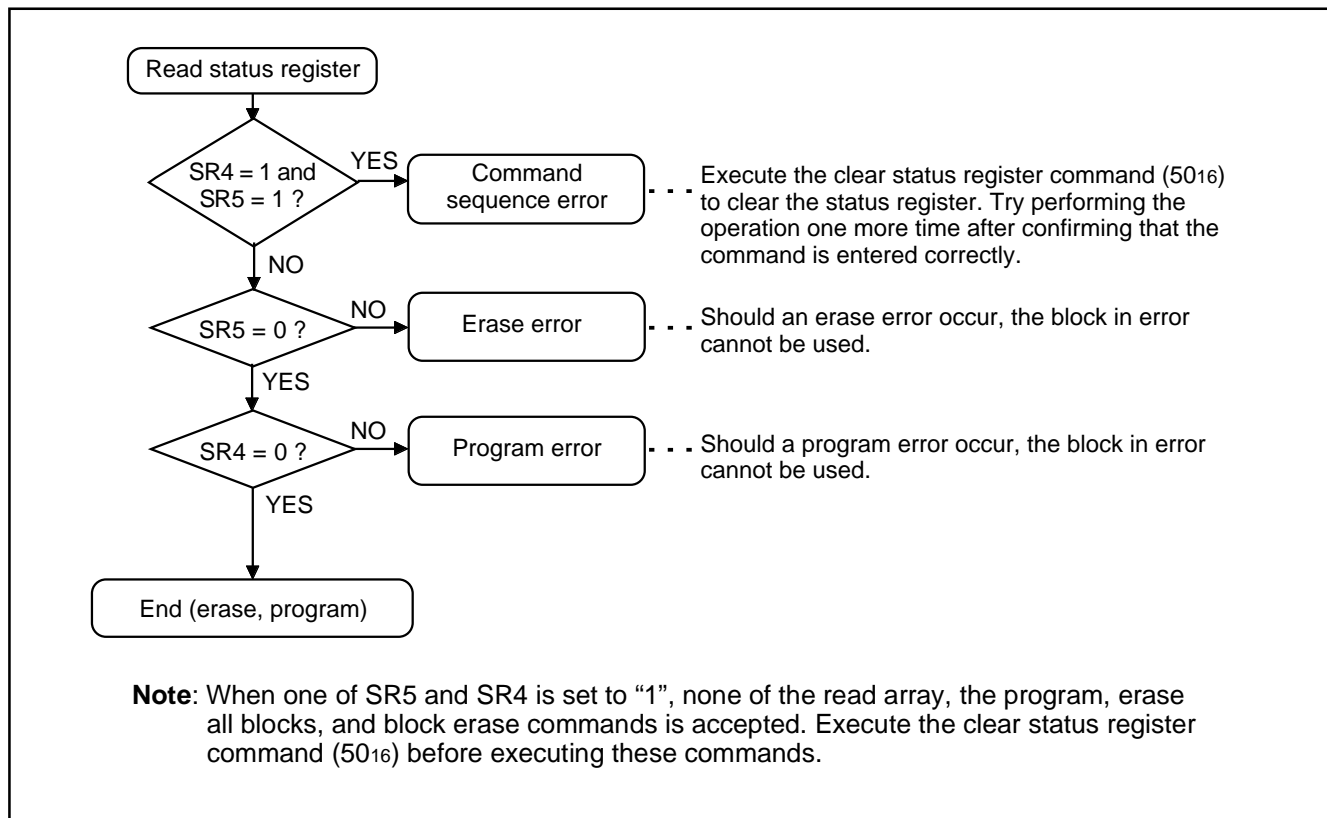 Read status register
SR4 = 1 and
SR5 = 1 ?
YES
Command
sequence error
Execute the clear status register command (5016)
to clear the status register. Try performing the
operation one more time after confirming that the
command is entered correctly.
NO
SR5 = 0 ?
NO
Erase error
Should an erase error occur, the block in error
cannot be used.
YES
SR4 = 0 ?
NO
Program error
Should a program error occur, the block in error
cannot be used.
YES
End (erase, program)
Note: When one of SR5 and SR4 is set to “1”, none of the read array, the program, erase
all blocks, and block erase commands is accepted. Execute the clear status register
command (5016) before executing these commands.